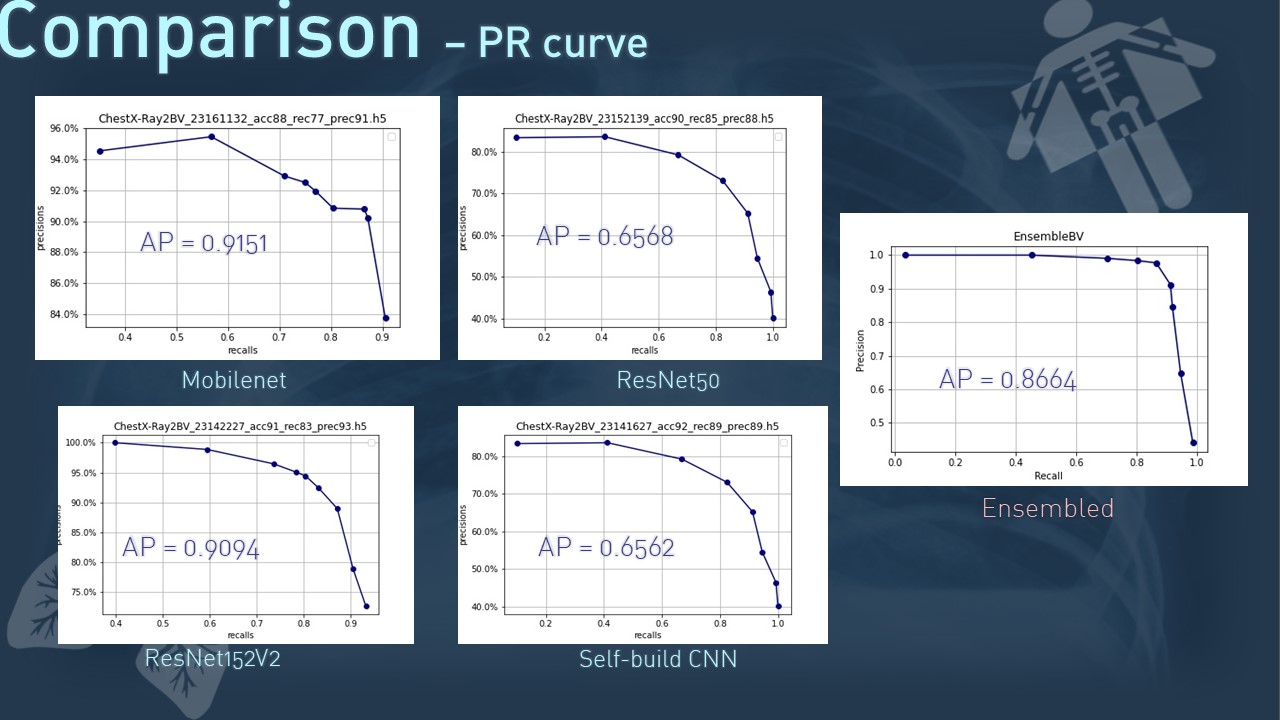 Comparison – PR curve
ChestX-Ray2BV_23161132_acc88_rec77_prec91.h5
96.0%
94.0%
92.0%
90.0%
88.0%
86.0%
84.0%
precisions
AP = 0.9151
0.4 0.5 0.6 0.7 0.8 0.9
recalls
Mobilenet
ChestX-Ray2BV_23152139_acc90_rec85_prec88.h5
80.0%
70.0%
60.0%
50.0%
40.0%
precisions
AP = 0.6568
0.2 0.4 0.6 0.8 1.0
recalls
ResNet50
ChestX-Ray2BV_23142227_acc91_rec83_prec93.h5
100.0%
95.0%
90.0%
85.0%
80.0%
75.0%
precisions
AP = 0.9094
0.4 0.5 0.6 0.7 0.8 0.9
recalls
ResNet152V2
ChestX-Ray2BV_23141627_acc92_rec89_prec89.h5
80.0%
70.0%
60.0%
50.0%
40.0%
precisions
AP = 0.6562
0.2 0.4 0.6 0.8 1.0
recalls
Self-build CNN
EnsembleBV
1.0
0.9
0.8
0.7
0.6
0.5
Precision
AP = 0.8664
0.0 0.2 0.4 0.6 0.8 1.0
Recall
Ensembled